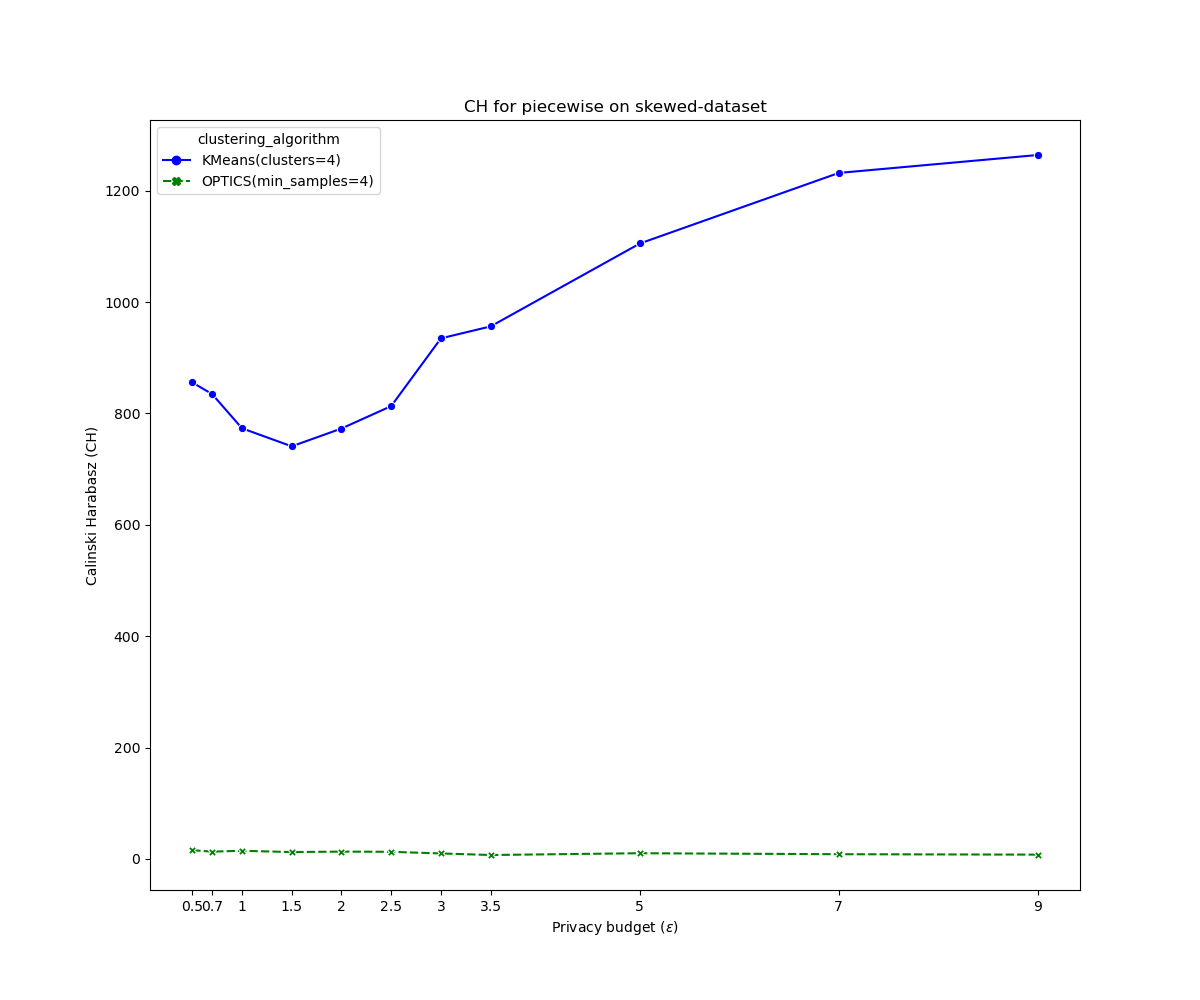 CH for piecewise on skewed-dataset
clustering_algorithm
KMeans(clusters=4)
OPTICS(min_samples=4)
Calinski Harabasz (CH)
1200
1000
800
600
400
200
0
0.5 0.7 1 1.5 2 2.5 3 3.5 5 7 9
Privacy budget (ε)